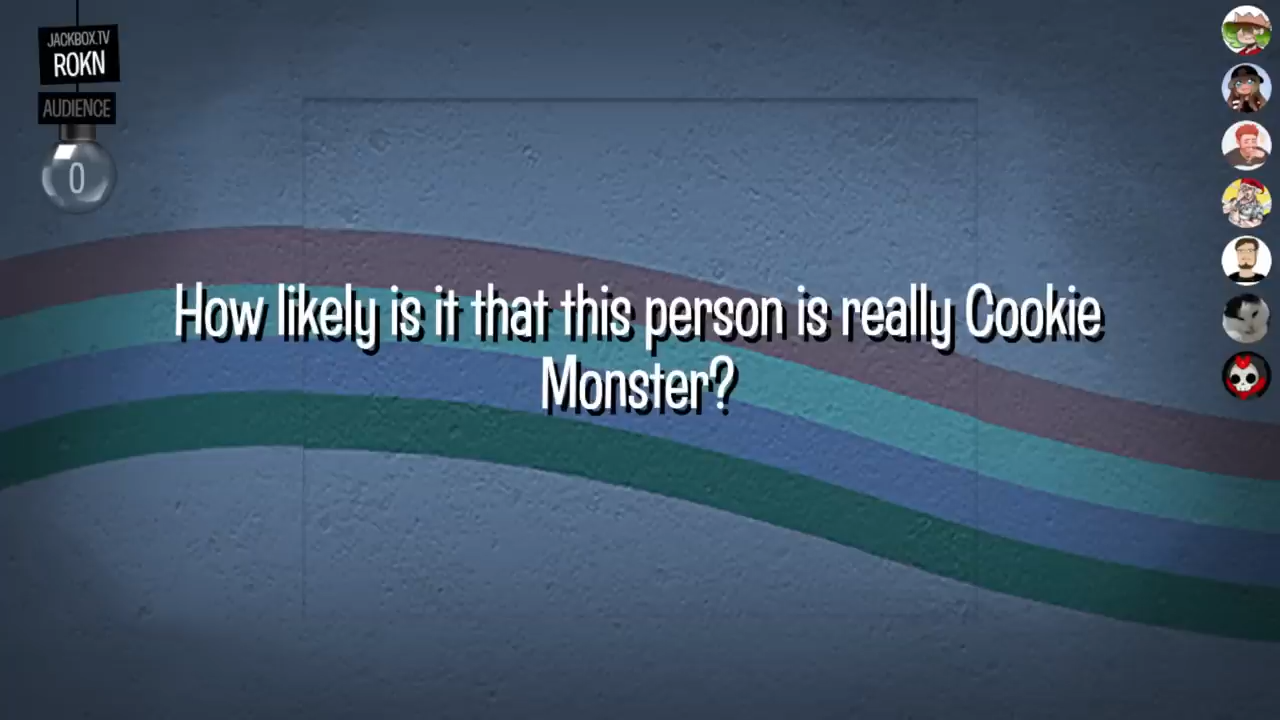 JACKBOX.TV
ROKN
AUDIENCE
0
How likely is it that this person is really Cookie
Monster?